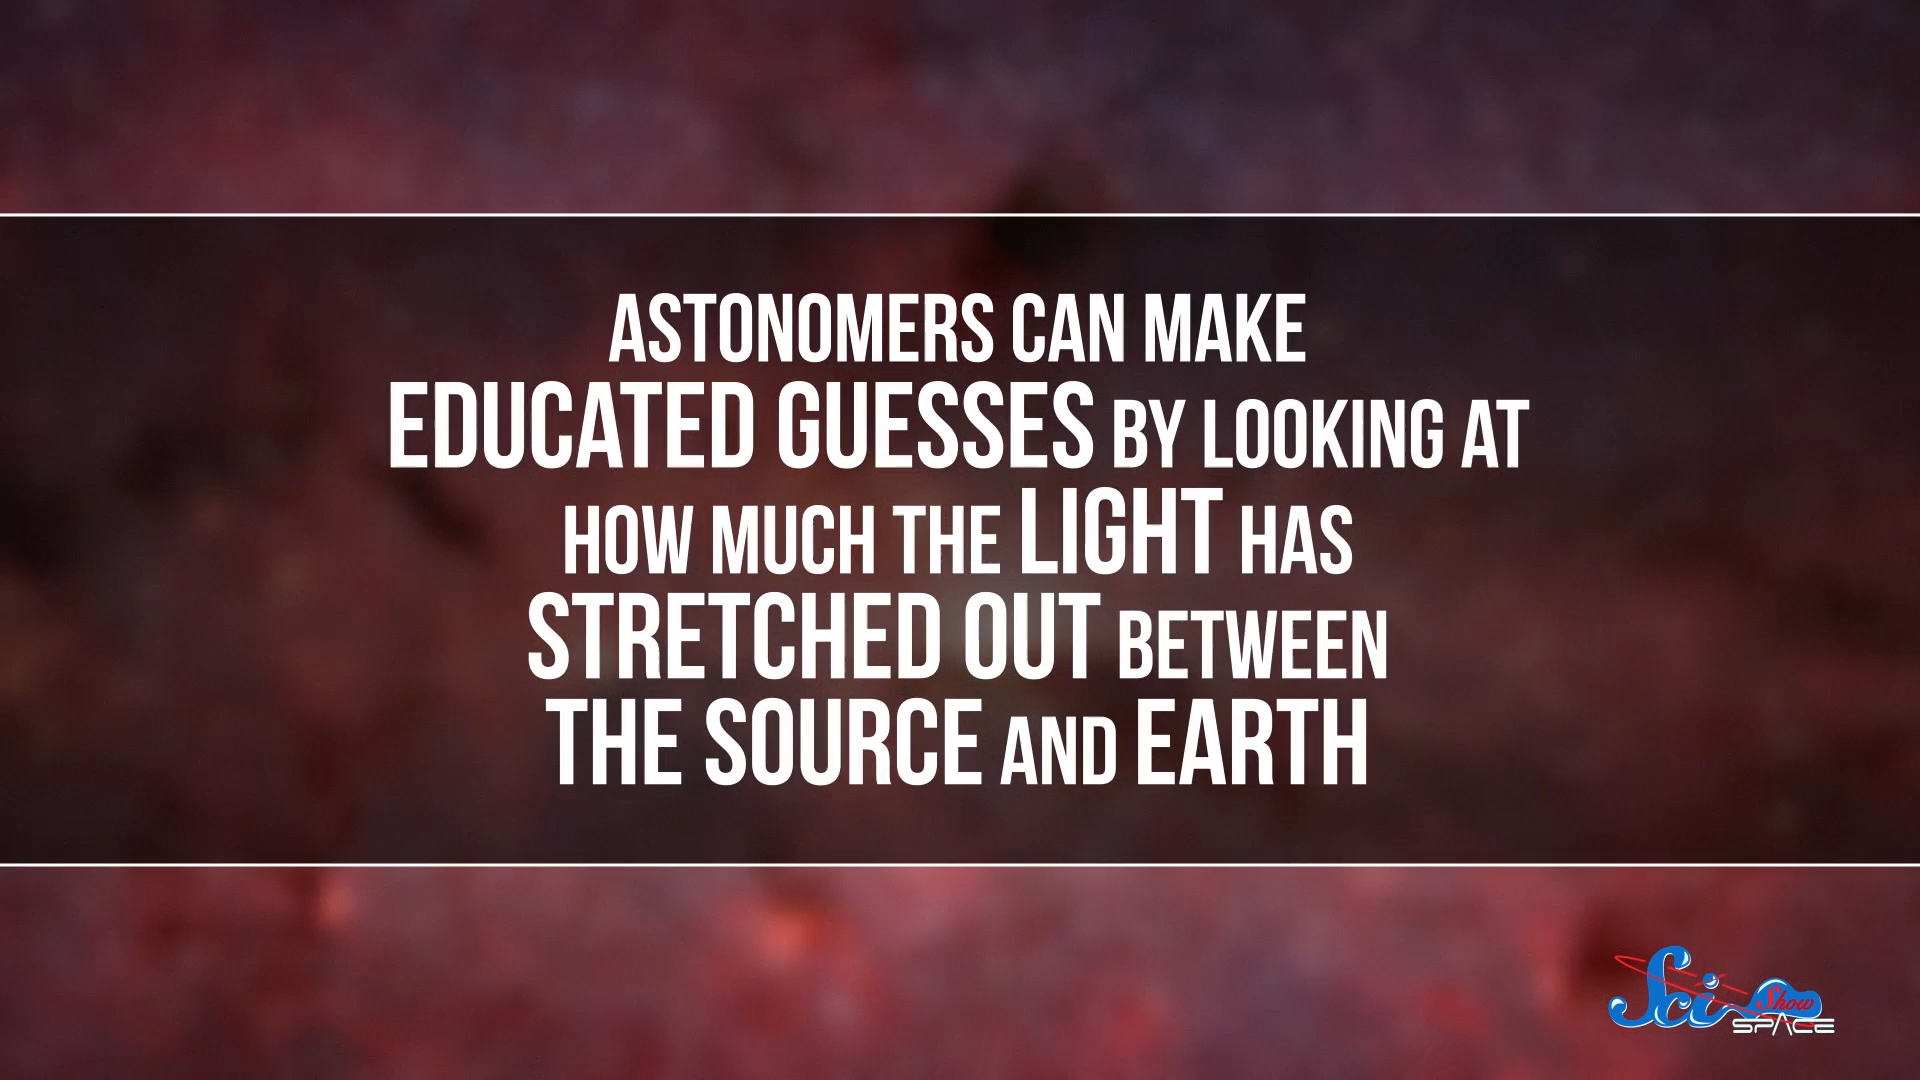 ASTONOMERS CAN MAKE
EDUCATED GUESSES BY LOOKING AT
HOW MUCH THE LIGHT HAS
STRETCHED OUT BETWEEN
THE SOURCE AND EARTH
Sci Show
SPACE